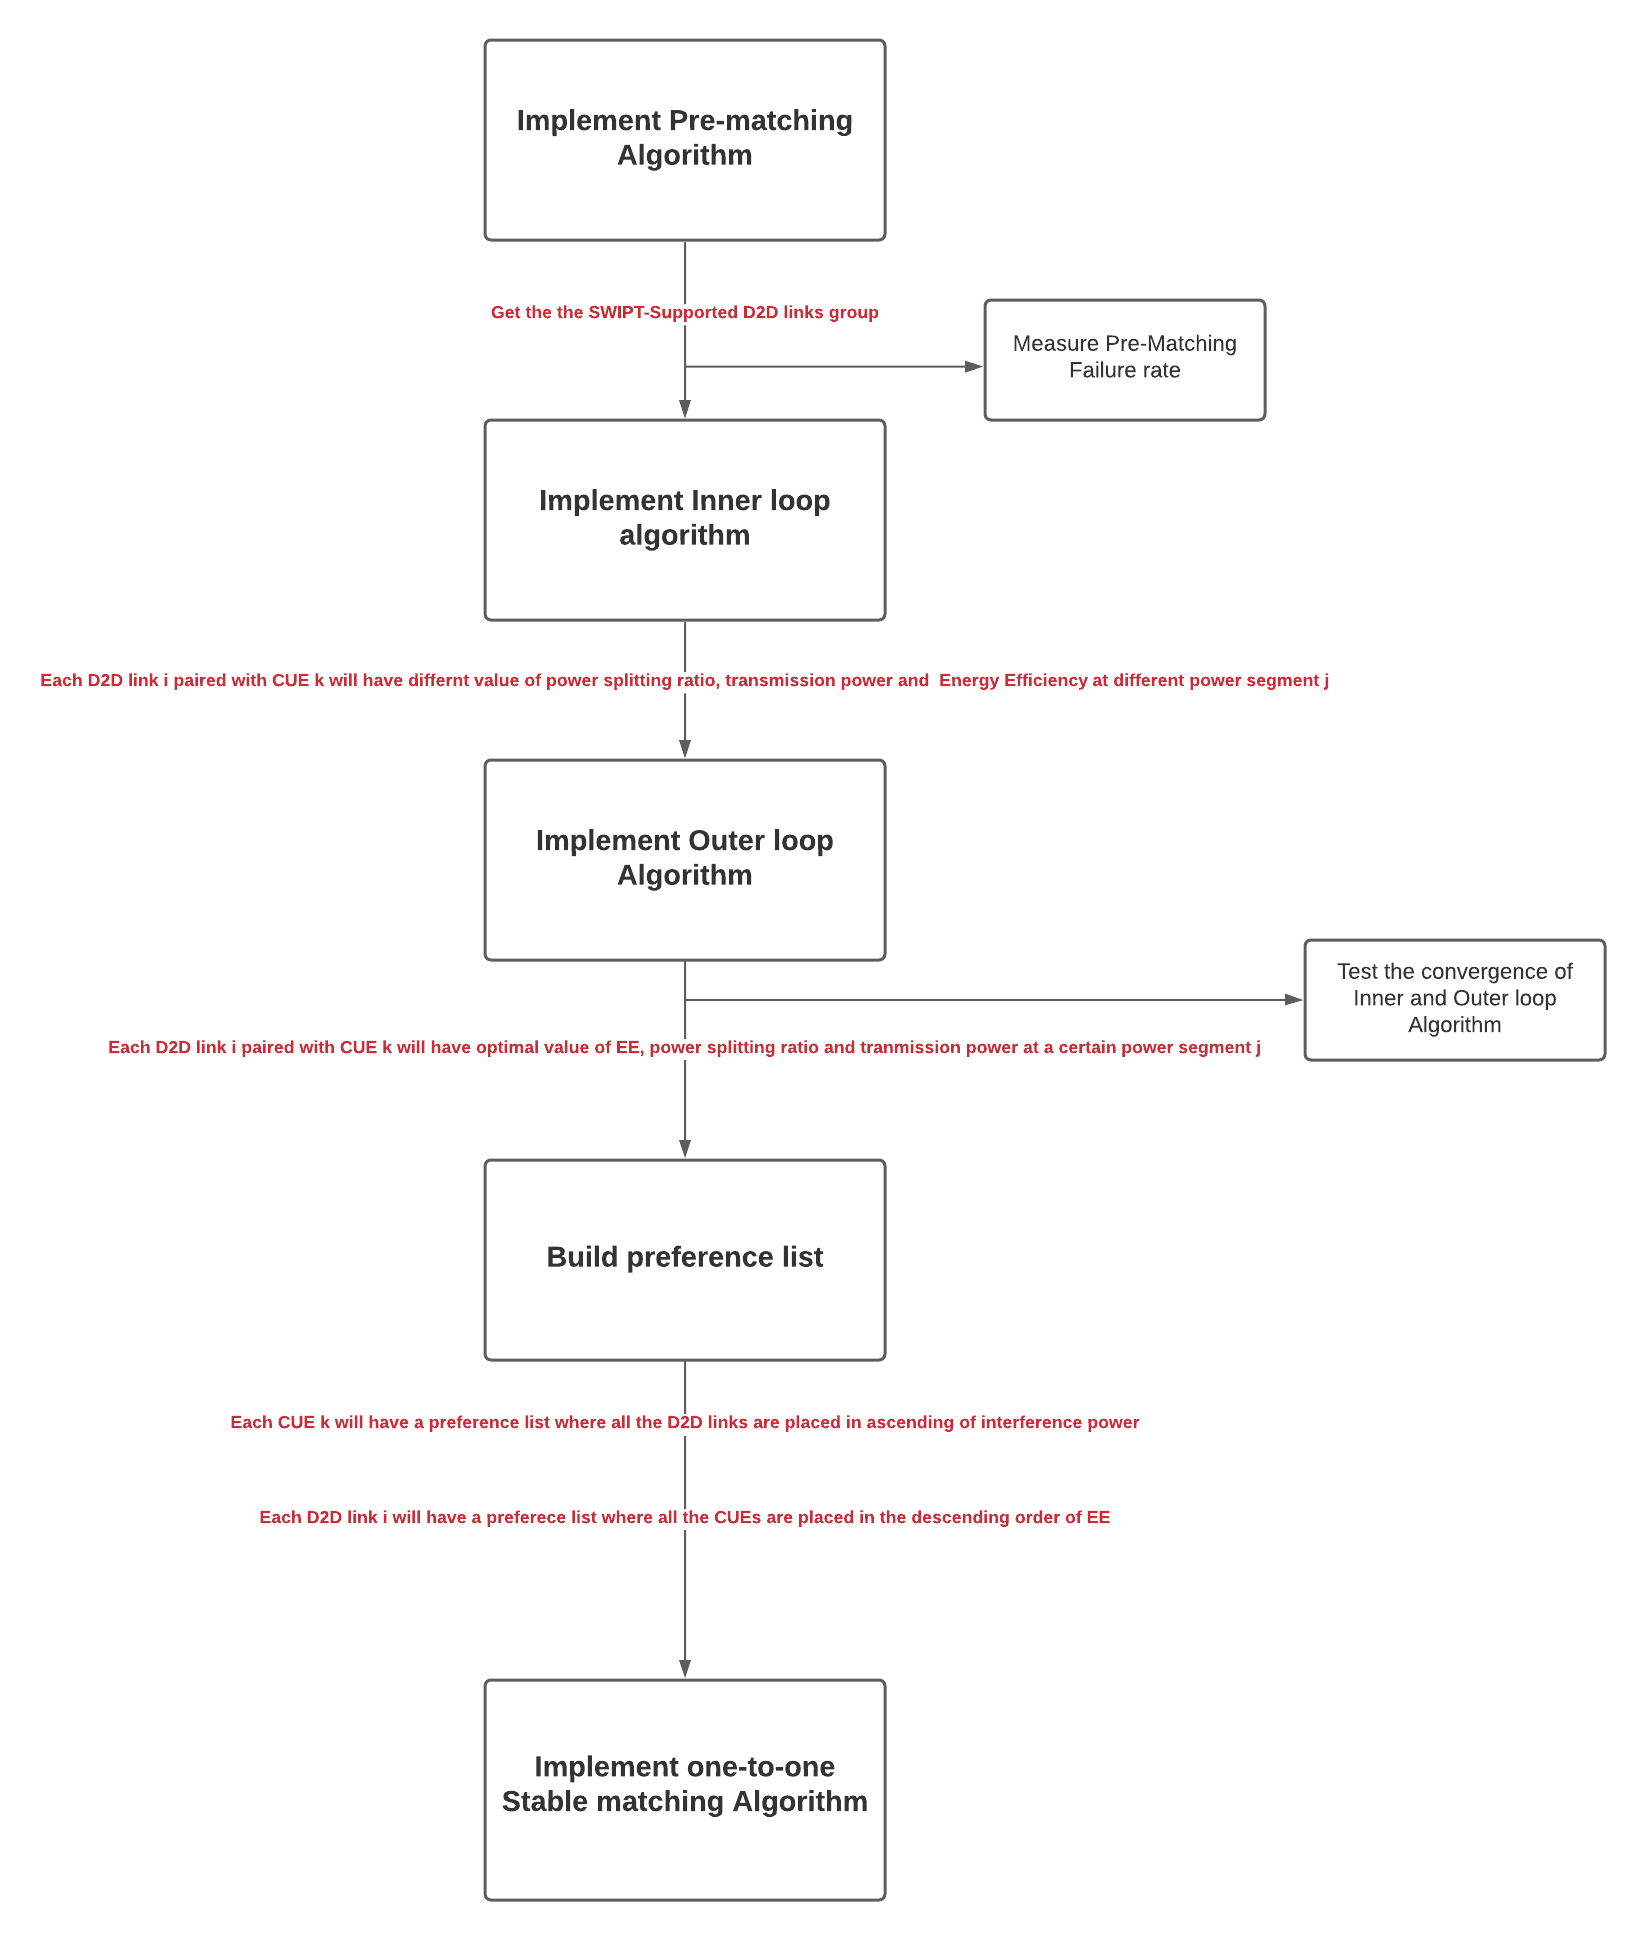 Implement Pre-matching
Algorithm
Get the the SWIPT-Supported D2D links group
Measure Pre-Matching
Failure rate
Implement Inner loop
algorithm
Each D2D link i paired with CUE k will have differnt value of power splitting ratio, transmission power and  Energy Efficiency at different power segment j
Implement Outer loop
Algorithm
Test the convergence of
Inner and Outer loop
Algorithm
Each D2D link i paired with CUE k will have optimal value of EE, power splitting ratio and tranmission power at a certain power segment j
Build preference list
Each CUE k will have a preference list where all the D2D links are placed in ascending of interference power
Each D2D link i will have a preferece list where all the CUEs are placed in the descending order of EE
Implement one-to-one
Stable matching Algorithm